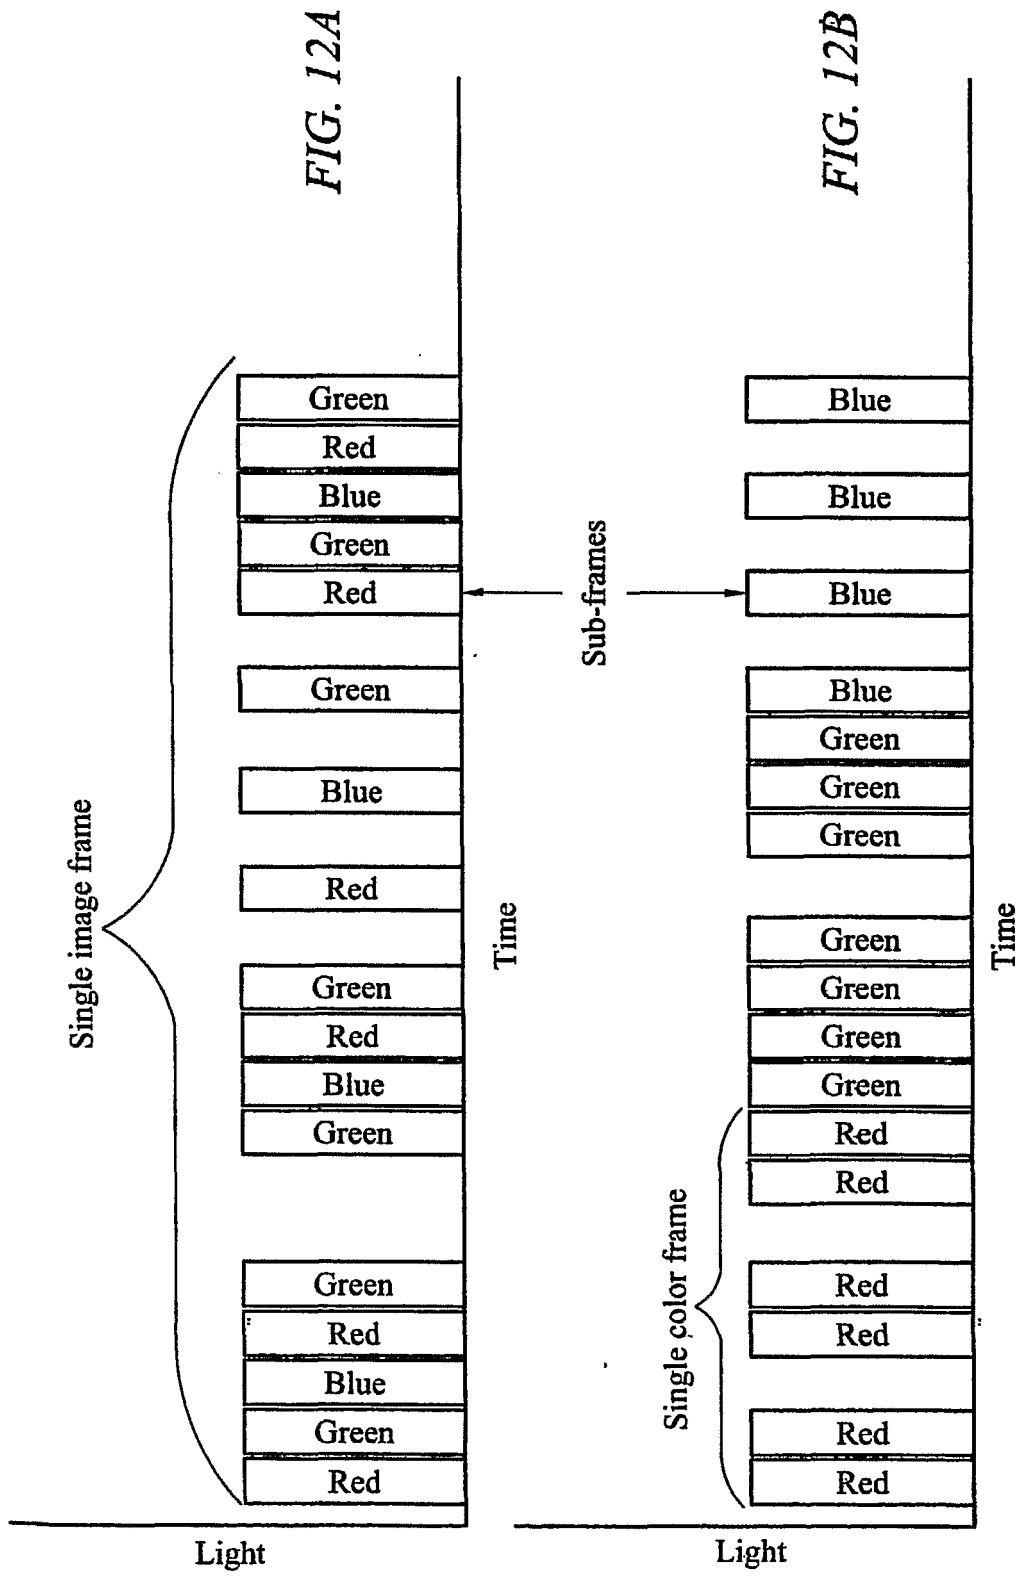 FIG. 12A
Single image frame
Green
Red
Blue
Green
Red
Green
Blue
Red
Green
Red
Blue
Green
Green
Red
Blue
Green
Red
Time
Light
Sub-frames
FIG. 12B
Blue
Blue
Blue
Blue
Green
Green
Green
Green
Green
Green
Green
Red
Red
Red
Red
Red
Red
Single color frame
Time
Light